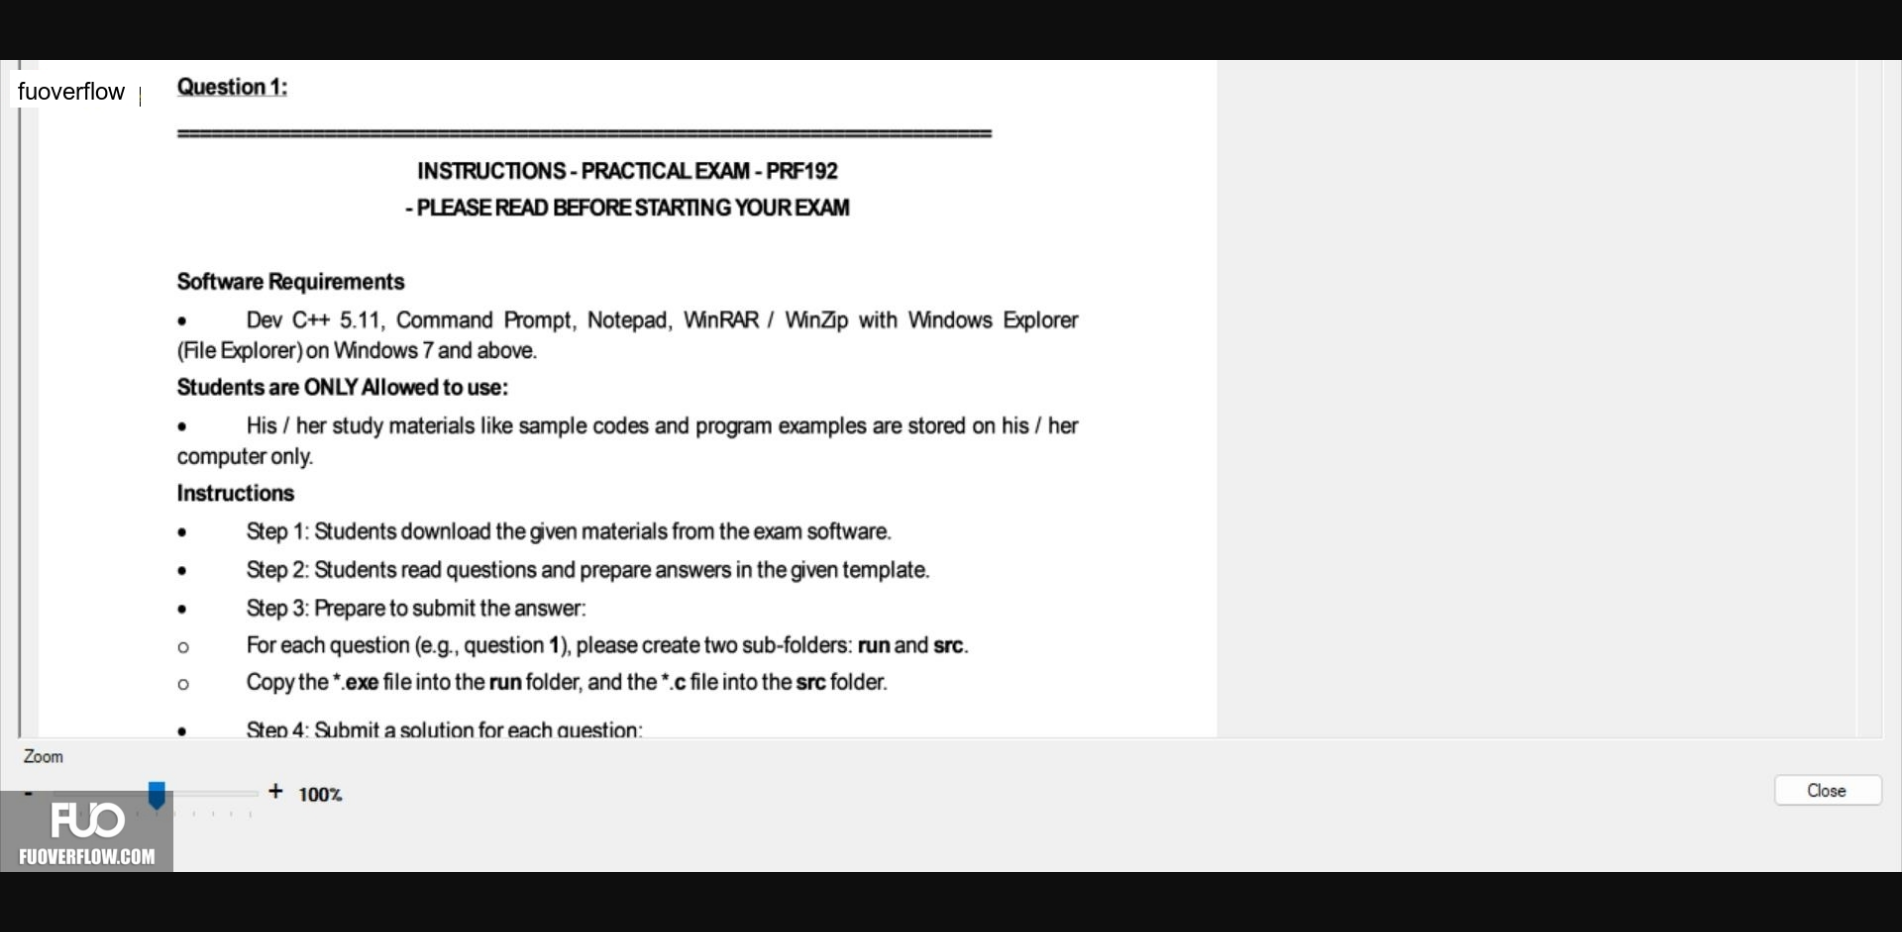 fuoverflow
Question 1:
INSTRUCTIONS - PRACTICAL EXAM - PRF192
- PLEASE READ BEFORE STARTING YOUR EXAM
Software Requirements
• Dev C++ 5.11, Command Prompt, Notepad, WinRAR / WinZip with Windows Explorer
(File Explorer) on Windows 7 and above.
Students are ONLY Allowed to use:
• His / her study materials like sample codes and program examples are stored on his / her
computer only.
Instructions
• Step 1: Students download the given materials from the exam software.
• Step 2: Students read questions and prepare answers in the given template.
• Step 3: Prepare to submit the answer:
o For each question (e.g., question 1), please create two sub-folders: run and src.
o Copy the *.exe file into the run folder, and the *.c file into the src folder.
• Step 4: Submit a solution for each question:
Zoom
- + 100%
Close
FUO
FUOVERFLOW.COM